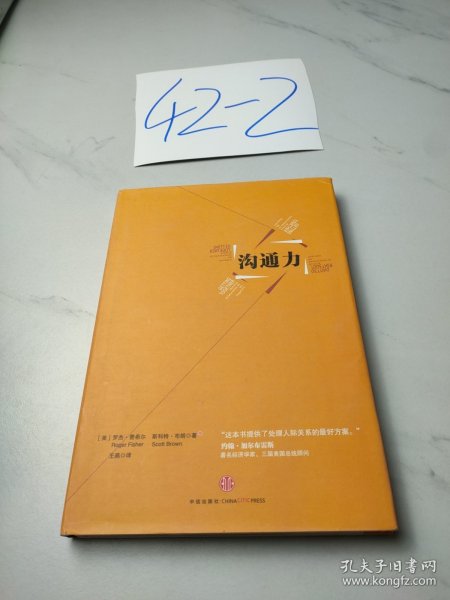 42-2
沟通力
[美] 罗杰·费希尔 斯科特·布朗◎著
Roger Fisher Scott Brown
王燕◎译
“这本书提供了处理人际关系的最好方案。”
约翰·加尔布雷斯
著名经济学家、三届美国总统顾问
中信出版社·CHINA CITIC PRESS
孔夫子旧书网
www.kongfz.com